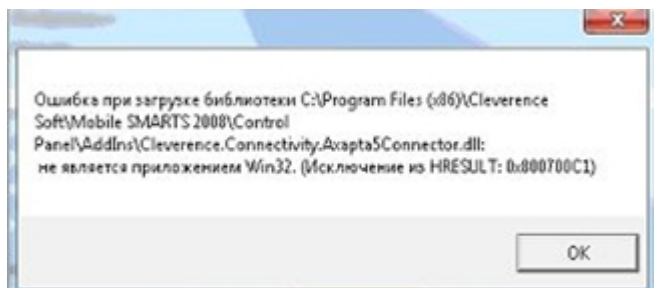 Ошибка при загрузке библиотеки C:\Program Files (x86)\Cleverence
Soft\Mobile SMARTS 2008\Control
Panel\AddIns\Cleverence.Connectivity.Axapta5Connector.dll:
не является приложением Win32. (Исключение из HRESULT: 0x800700C1)
OK